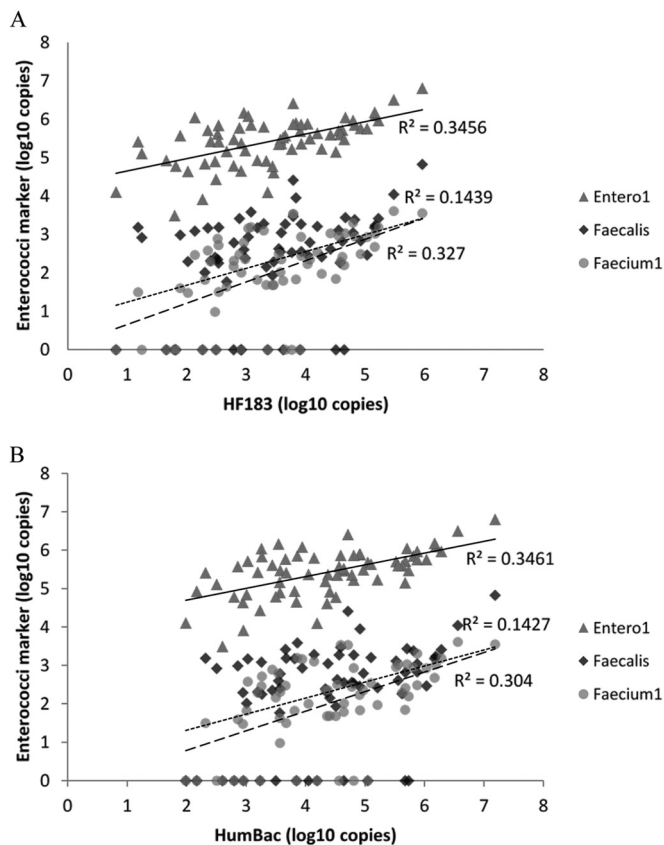 A
Enterococci marker (log10 copies)
8
7
6
5
4
3
2
1
0
0 1 2 3 4 5 6 7 8
HF183 (log10 copies)
R² = 0.3456
R² = 0.1439
R² = 0.327
Entero1
Faecalis
Faecium1
B
Enterococci marker (log10 copies)
8
7
6
5
4
3
2
1
0
0 1 2 3 4 5 6 7 8
HumBac (log10 copies)
R² = 0.3461
R² = 0.1427
R² = 0.304
Entero1
Faecalis
Faecium1